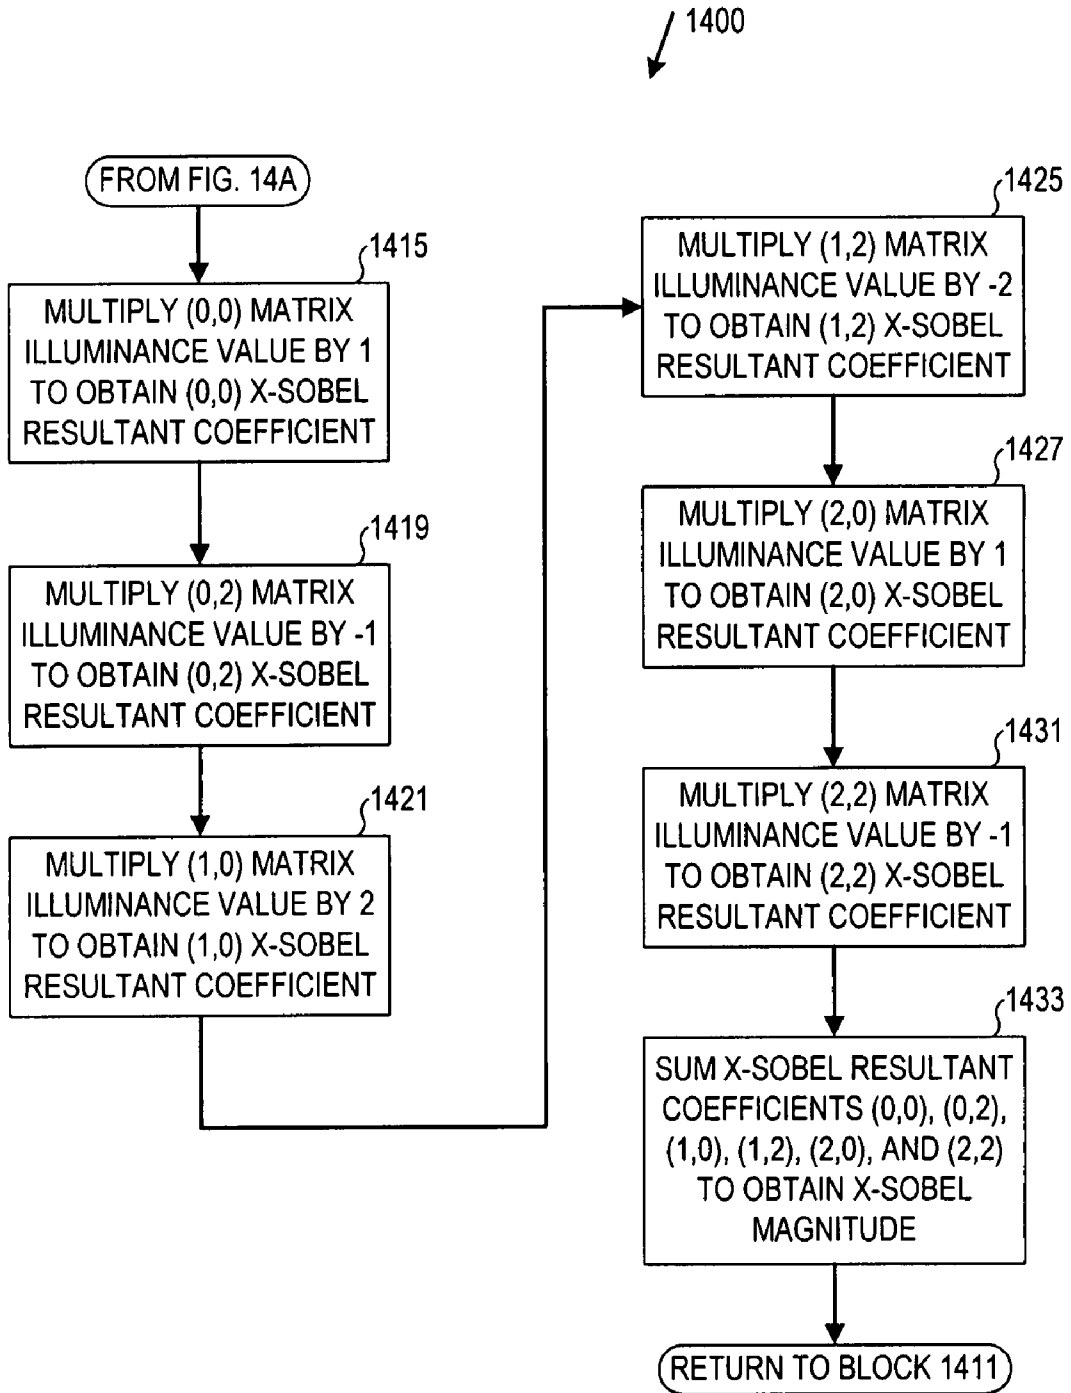 1400
FROM FIG. 14A
1415
MULTIPLY (0,0) MATRIX
ILLUMINANCE VALUE BY 1
TO OBTAIN (0,0) X-SOBEL
RESULTANT COEFFICIENT
1419
MULTIPLY (0,2) MATRIX
ILLUMINANCE VALUE BY -1
TO OBTAIN (0,2) X-SOBEL
RESULTANT COEFFICIENT
1421
MULTIPLY (1,0) MATRIX
ILLUMINANCE VALUE BY 2
TO OBTAIN (1,0) X-SOBEL
RESULTANT COEFFICIENT
1425
MULTIPLY (1,2) MATRIX
ILLUMINANCE VALUE BY -2
TO OBTAIN (1,2) X-SOBEL
RESULTANT COEFFICIENT
1427
MULTIPLY (2,0) MATRIX
ILLUMINANCE VALUE BY 1
TO OBTAIN (2,0) X-SOBEL
RESULTANT COEFFICIENT
1431
MULTIPLY (2,2) MATRIX
ILLUMINANCE VALUE BY -1
TO OBTAIN (2,2) X-SOBEL
RESULTANT COEFFICIENT
1433
SUM X-SOBEL RESULTANT
COEFFICIENTS (0,0), (0,2),
(1,0), (1,2), (2,0), AND (2,2)
TO OBTAIN X-SOBEL
MAGNITUDE
RETURN TO BLOCK 1411